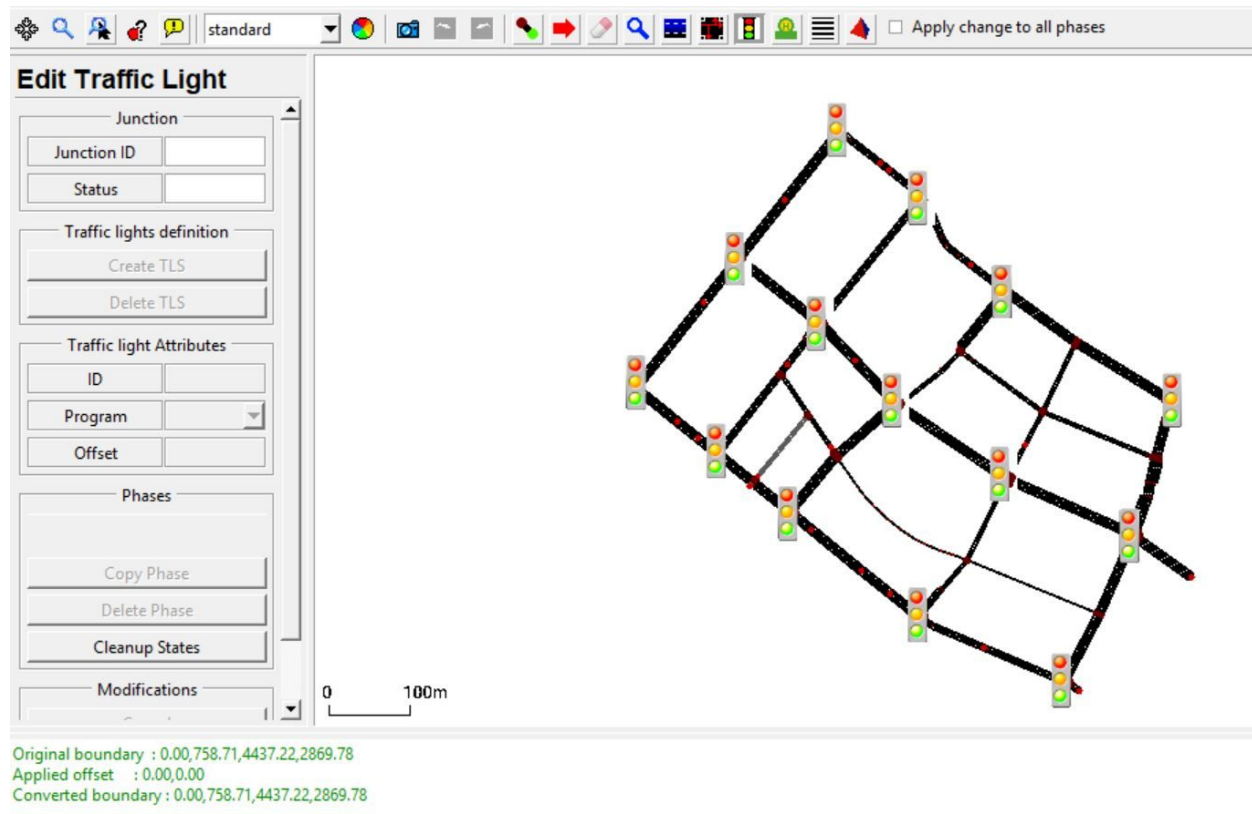 standard
Apply change to all phases
Edit Traffic Light
Junction
Junction ID
Status
Traffic lights definition
Create TLS
Delete TLS
Traffic light Attributes
ID
Program
Offset
Phases
Copy Phase
Delete Phase
Cleanup States
Modifications
0 100m
Original boundary : 0.00,758.71,4437.22,2869.78
Applied offset : 0.00,0.00
Converted boundary : 0.00,758.71,4437.22,2869.78